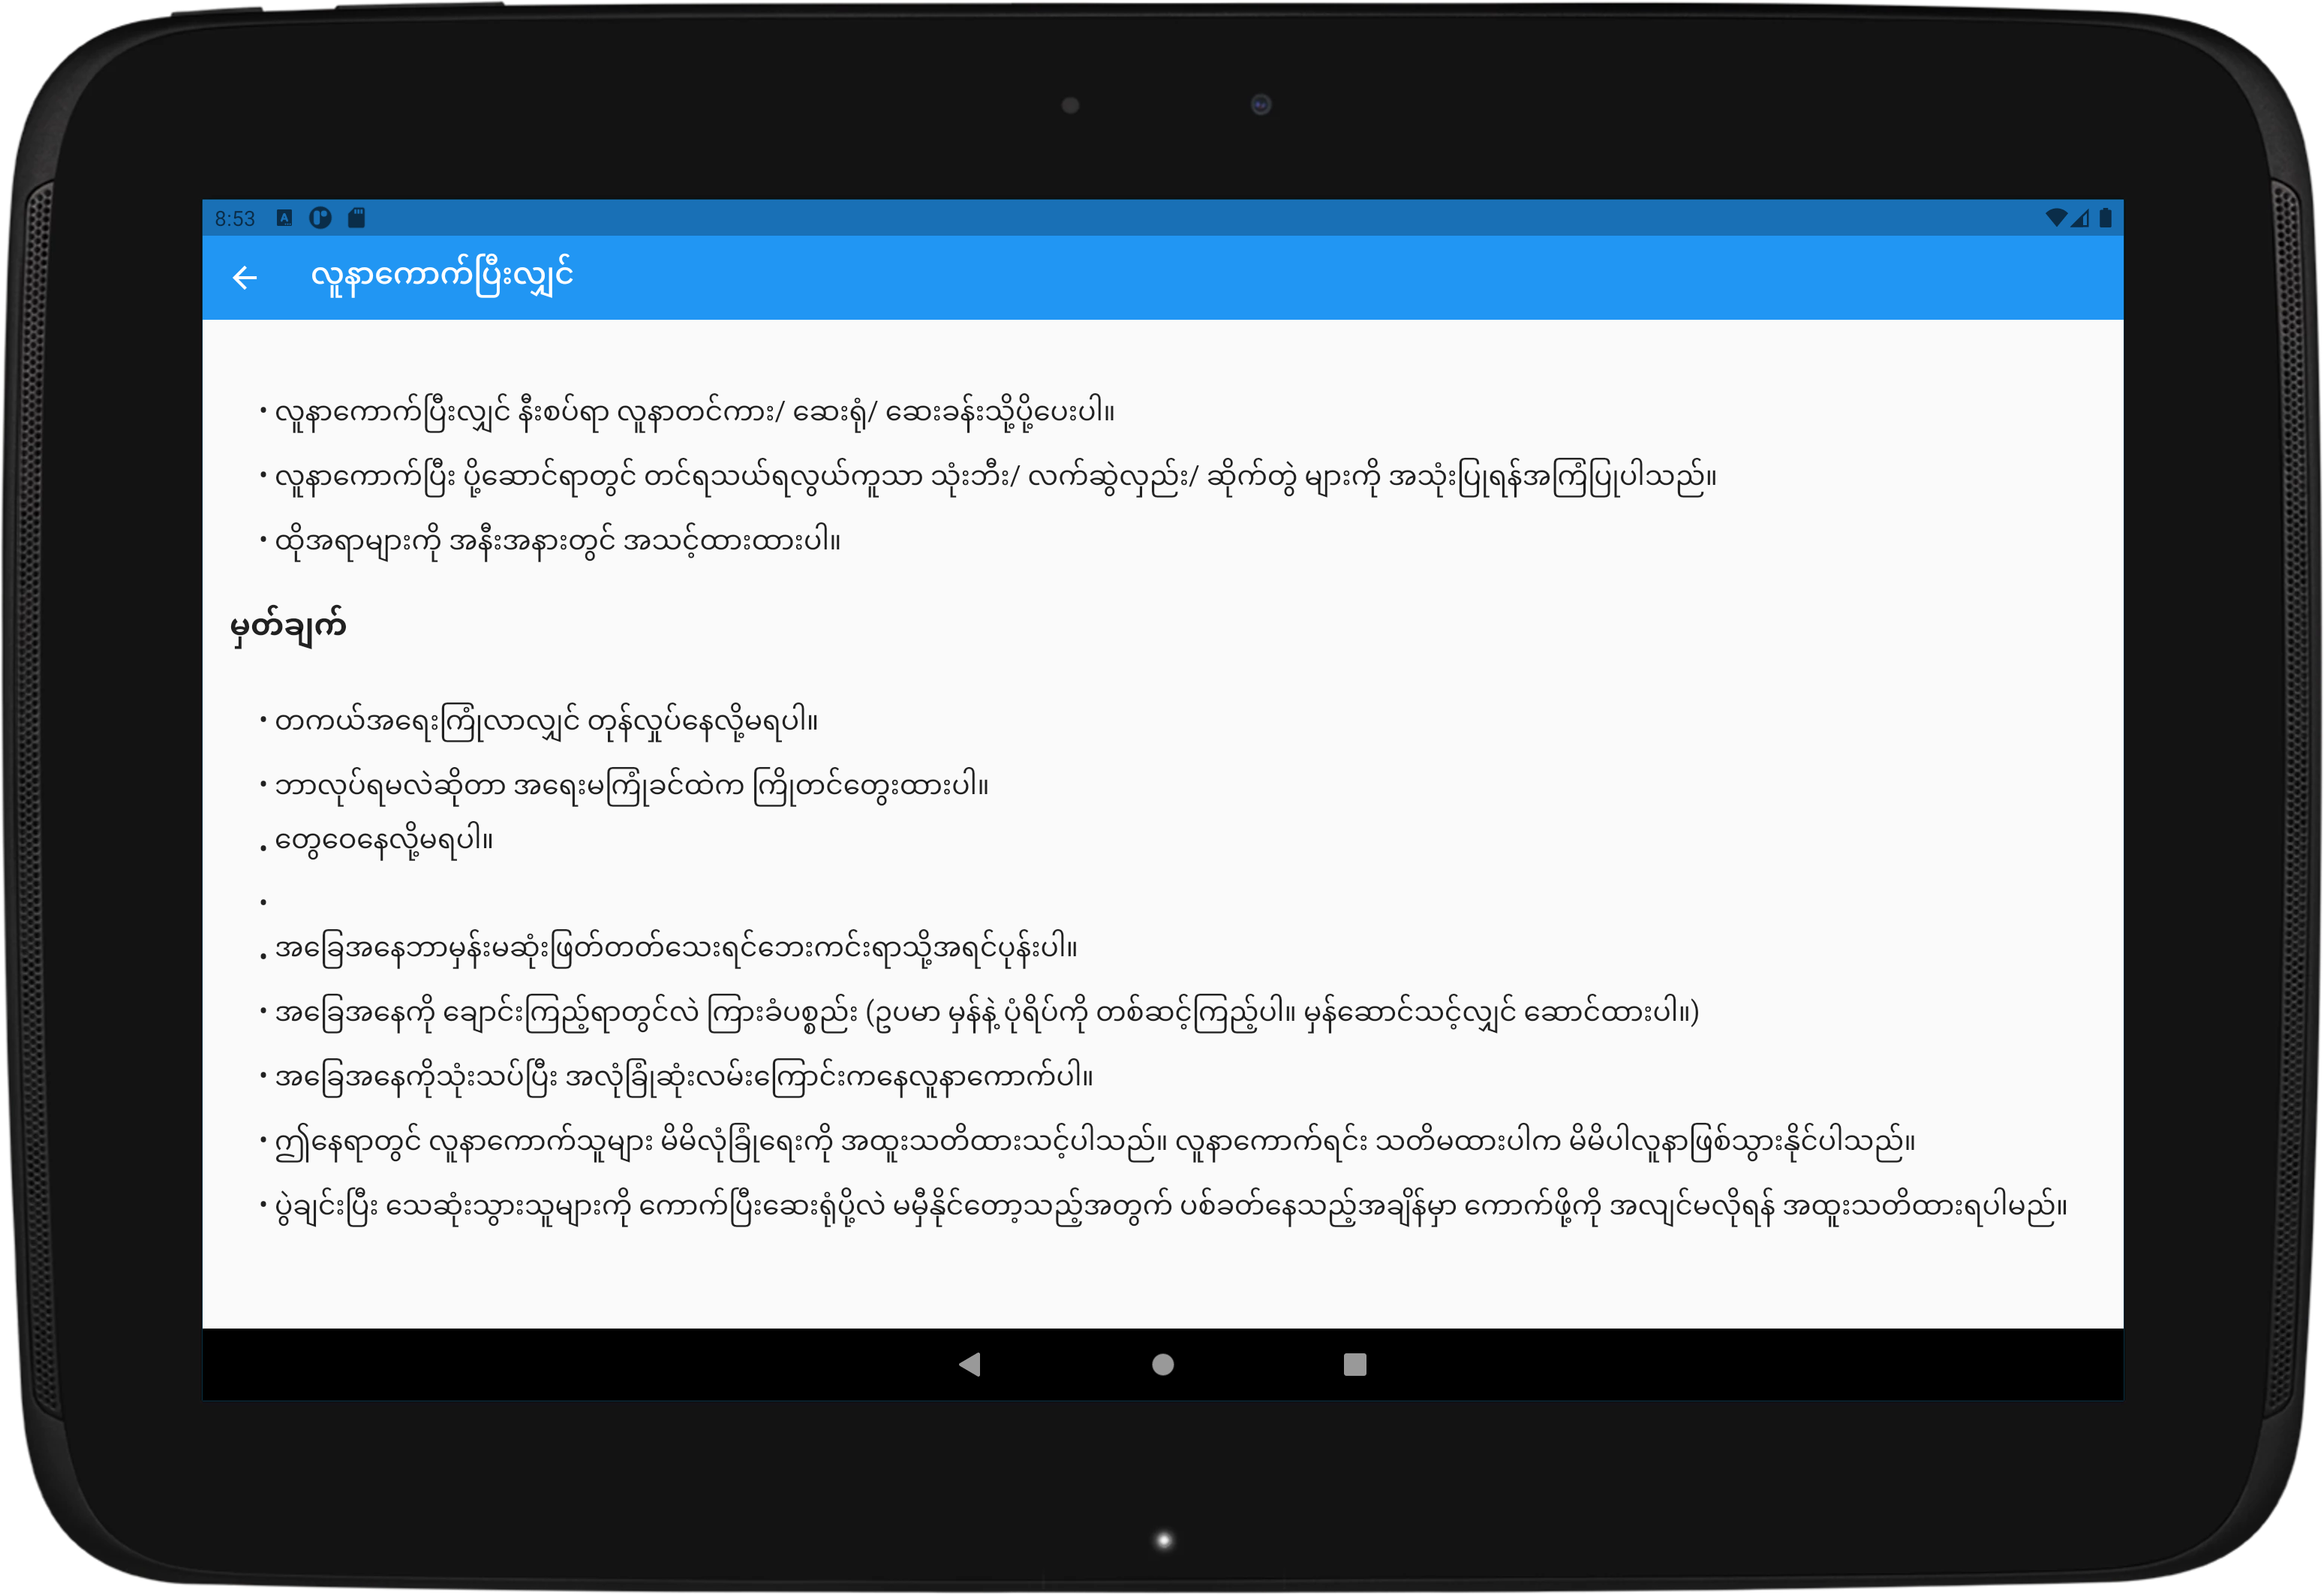 8:53
လူနာကောက်ပြီးလျှင်
• လူနာကောက်ပြီးလျှင် နီးစပ်ရာ လူနာတင်ကား/ ဆေးရုံ/ ဆေးခန်းသို့ပို့ပေးပါ။
• လူနာကောက်ပြီး ပို့ဆောင်ရာတွင် တင်ရသယ်ရလွယ်ကူသာ သုံးဘီး/ လက်ဆွဲလှည်း/ ဆိုက်တွဲ များကို အသုံးပြုရန်အကြံပြုပါသည်။
• ထိုအရာများကို အနီးအနားတွင် အသင့်ထားထားပါ။
မှတ်ချက်
• တကယ်အရေးကြုံလာလျှင် တုန်လှုပ်နေလို့မရပါ။
• ဘာလုပ်ရမလဲဆိုတာ အရေးမကြုံခင်ထဲက ကြိုတင်တွေးထားပါ။
• တွေဝေနေလို့မရပါ။
•
• အခြေအနေဘာမှန်းမဆုံးဖြတ်တတ်သေးရင်ဘေးကင်းရာသို့အရင်ပုန်းပါ။
• အခြေအနေကို ချောင်းကြည့်ရာတွင်လဲ ကြားခံပစ္စည်း (ဥပမာ မှန်နဲ့ ပုံရိပ်ကို တစ်ဆင့်ကြည့်ပါ။ မှန်ဆောင်သင့်လျှင် ဆောင်ထားပါ။)
• အခြေအနေကိုသုံးသပ်ပြီး အလုံခြုံဆုံးလမ်းကြောင်းကနေလူနာကောက်ပါ။
• ဤနေရာတွင် လူနာကောက်သူများ မိမိလုံခြုံရေးကို အထူးသတိထားသင့်ပါသည်။ လူနာကောက်ရင်း သတိမထားပါက မိမိပါလူနာဖြစ်သွားနိုင်ပါသည်။
• ပွဲချင်းပြီး သေဆုံးသွားသူများကို ကောက်ပြီးဆေးရုံပို့လဲ မမှီနိုင်တော့သည့်အတွက် ပစ်ခတ်နေသည့်အချိန်မှာ ကောက်ဖို့ကို အလျင်မလိုရန် အထူးသတိထားရပါမည်။